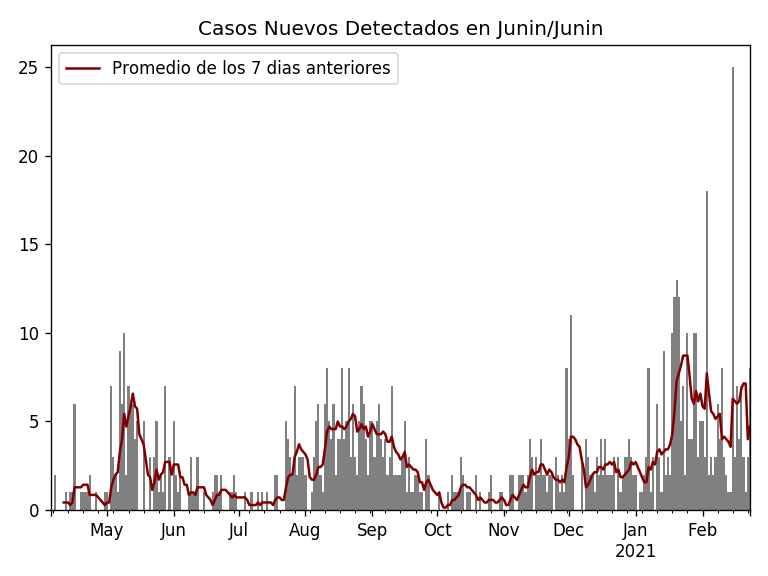 Casos Nuevos Detectados en Junin/Junin
Promedio de los 7 dias anteriores
25
20
15
10
5
0
May Jun Jul Aug Sep Oct Nov Dec Jan Feb
2021